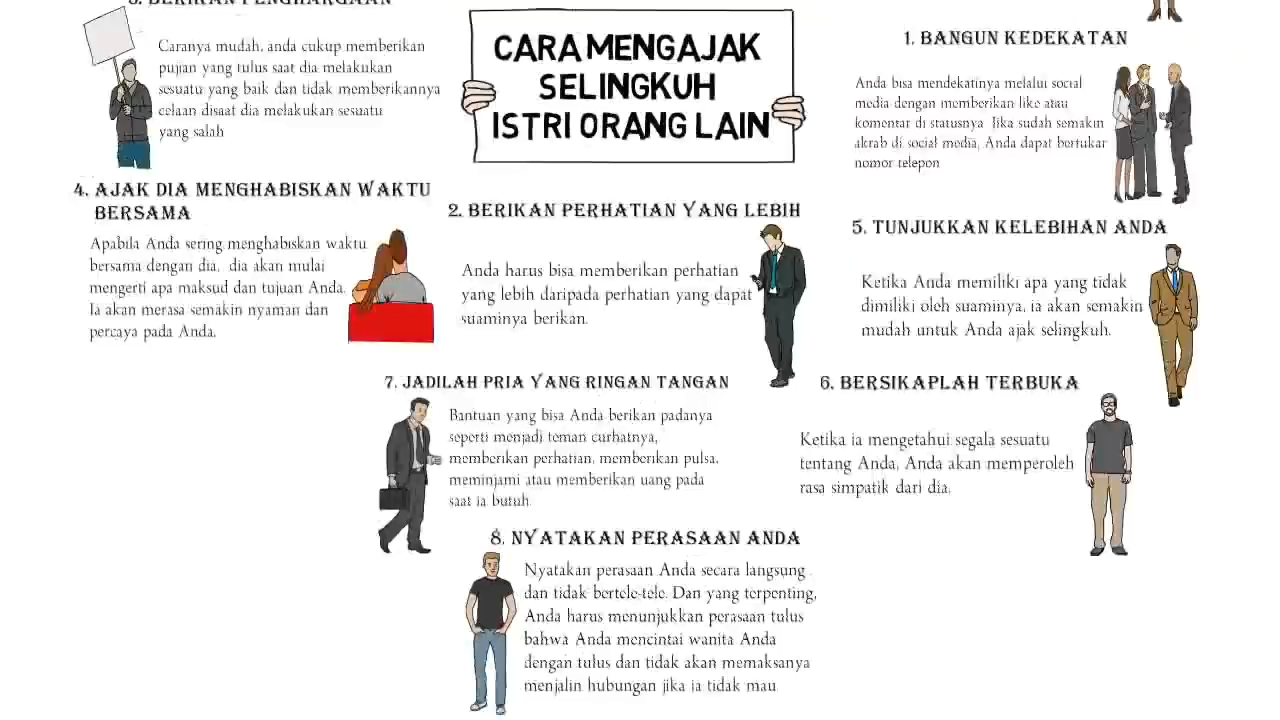 CARA MENGAJAK
SELINGKUH
ISTRI ORANG LAIN
1. BANGUN KEDEKATAN
Anda bisa mendekatinya melalui social
media dengan memberikan like atau
komentar di statusnya Jika sudah semakin
akrab di social media, Anda dapat bertukar
nomor telepon
2. BERIKAN PERHATIAN YANG LEBIH
Anda harus bisa memberikan perhatian
yang lebih daripada perhatian yang dapat
suaminya berikan.
3. BERIKAN PENGHARGAAN
Caranya mudah, anda cukup memberikan
pujian yang tulus saat dia melakukan
sesuatu yang baik dan tidak memberikannya
celaan disaat dia melakukan sesuatu
yang salah
4. AJAK DIA MENGHABISKAN WAKTU
BERSAMA
Apabila Anda sering menghabiskan waktu
bersama dengan dia, dia akan mulai
mengerti apa maksud dan tujuan Anda.
Ia akan merasa semakin nyaman dan
percaya pada Anda.
5. TUNJUKKAN KELEBIHAN ANDA
Ketika Anda memiliki apa yang tidak
dimiliki oleh suaminya, ia akan semakin
mudah untuk Anda ajak selingkuh.
6. BERSIKAPLAH TERBUKA
Ketika ia mengetahui segala sesuatu
tentang Anda, Anda akan memperoleh
rasa simpatik dari dia.
7. JADILAH PRIA YANG RINGAN TANGAN
Bantuan yang bisa Anda berikan padanya
seperti menjadi teman curhatnya,
memberikan perhatian, memberikan pulsa,
meminjami atau memberikan uang pada
saat ia butuh.
8. NYATAKAN PERASAAN ANDA
Nyatakan perasaan Anda secara langsung
dan tidak bertele-tele. Dan yang terpenting,
Anda harus menunjukkan perasaan tulus
bahwa Anda mencintai wanita Anda
dengan tulus dan tidak akan memaksanya
menjalin hubungan jika ia tidak mau